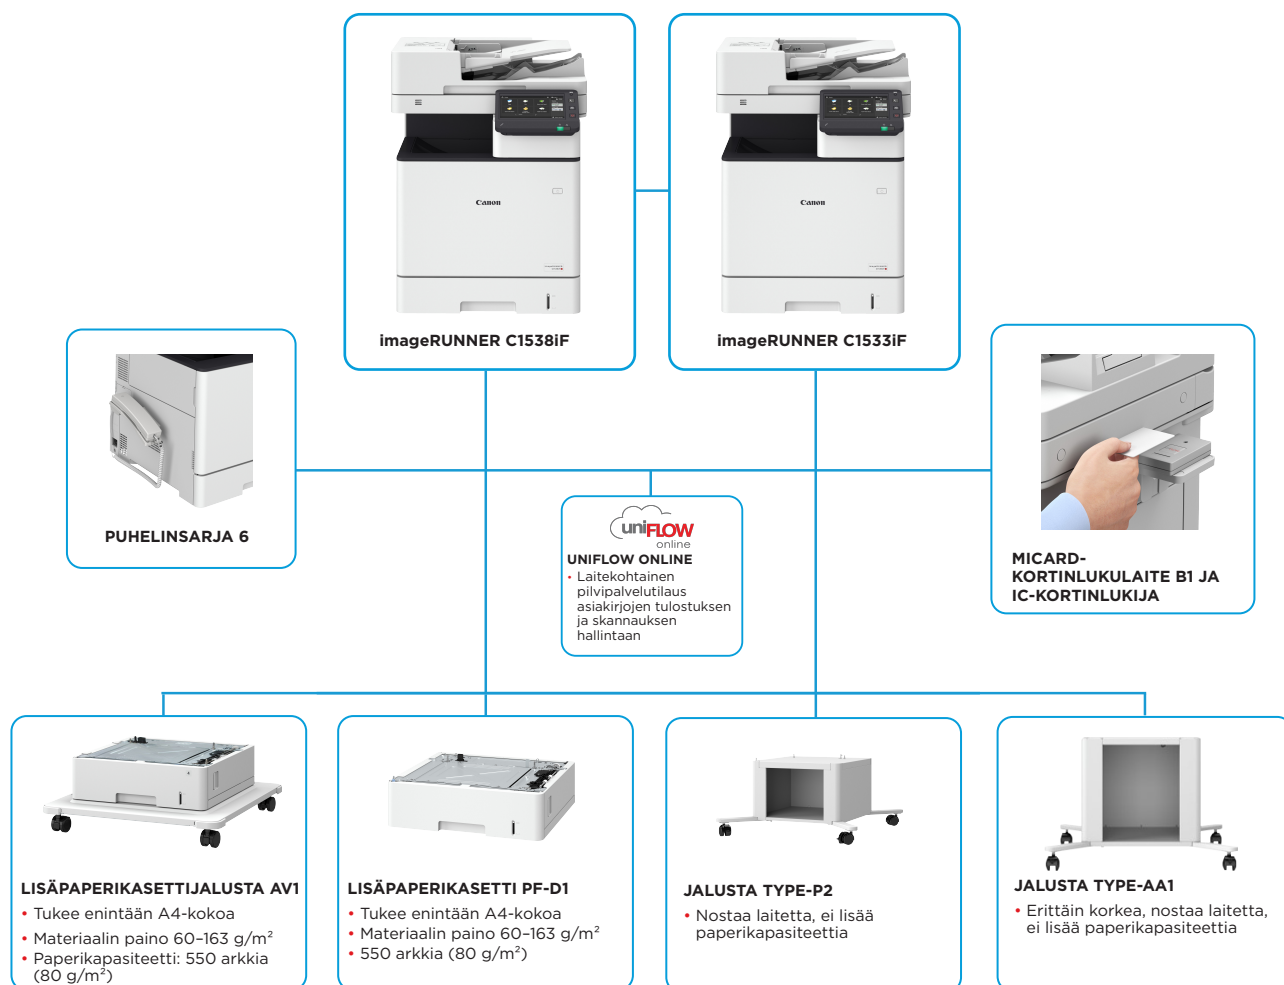 Canon
Canon
imageRUNNER C1538iF
imageRUNNER C1533iF
PUHELINSARJA 6
uniFLOW
online
UNIFLOW ONLINE
• Laitekohtainen
pilvipalvelutilaus
asiakirjojen tulostuksen
ja skannauksen
hallintaan
MICARD-
KORTINLUKULAITE B1 JA
IC-KORTINLUKIJA
LISÄPAPERIKASETTIJALUSTA AV1
• Tukee enintään A4-kokoa
• Materiaalin paino 60–163 g/m²
• Paperikapasiteetti: 550 arkkia
(80 g/m²)
LISÄPAPERIKASETTI PF-D1
• Tukee enintään A4-kokoa
• Materiaalin paino 60–163 g/m²
• 550 arkkia (80 g/m²)
JALUSTA TYPE-P2
• Nostaa laitetta, ei lisää
paperikapasiteettia
JALUSTA TYPE-AA1
• Erittäin korkea, nostaa laitetta,
ei lisää paperikapasiteettia